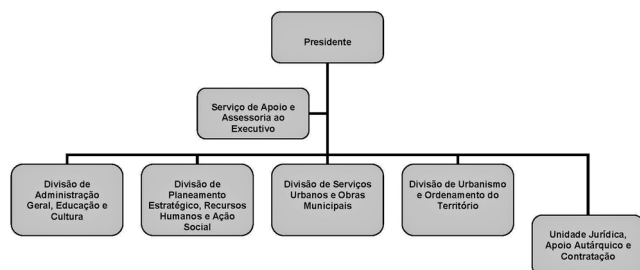 Presidente
Serviço de Apoio e
Assessoria ao
Executivo
Divisão de
Administração
Geral, Educação e
Cultura
Divisão de
Planeamento
Estratégico, Recursos
Humanos e Ação
Social
Divisão de Serviços
Urbanos e Obras
Municipais
Divisão de Urbanismo
e Ordenamento do
Território
Unidade Jurídica,
Apoio Autárquico e
Contratação